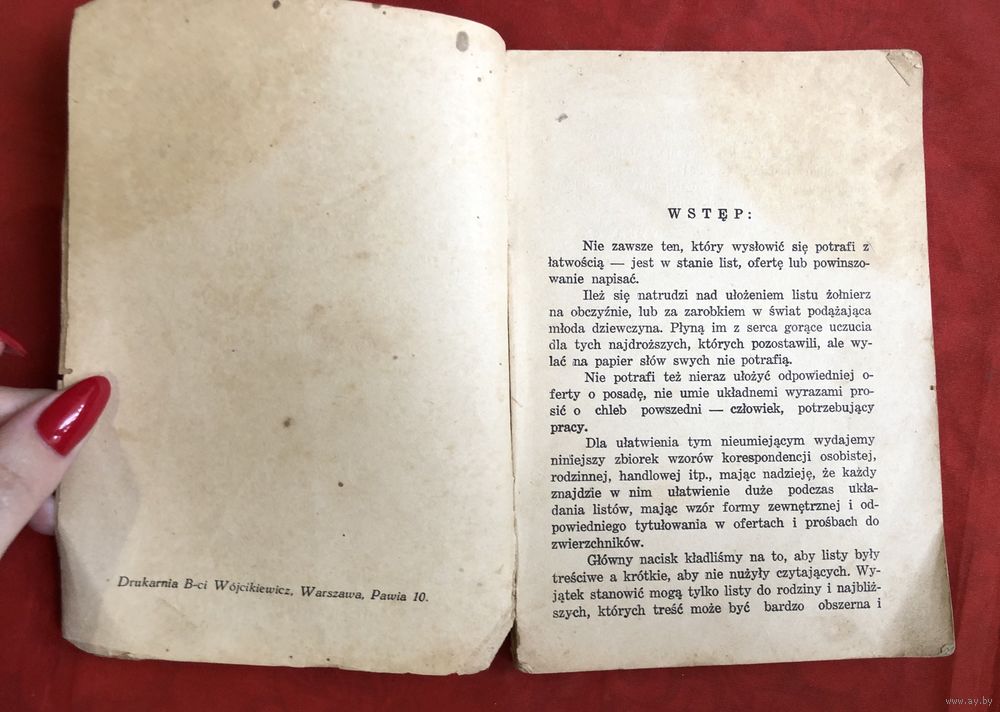 Drukarnia B-ci Wójcikiewicz, Warszawa, Pawia 10.
WSTĘP:
Nie zawsze ten, który wysłowić się potrafi z
łatwością — jest w stanie list, ofertę lub powinszo-
wanie napisać.
Ileż się natrudzi nad ułożeniem listu żołnierz
na obczyźnie, lub za zarobkiem w świat podążająca
młoda dziewczyna. Płyną im z serca gorące uczucia
dla tych najdroższych, których pozostawili, ale wy-
lać na papier słów swych nie potrafią.
Nie potrafi też nieraz ułożyć odpowiedniej o-
ferty o posadę, nie umie układnemi wyrazami pro-
sić o chleb powszedni — człowiek, potrzebujący
pracy.
Dla ułatwienia tym nieumiejącym wydajemy
niniejszy zbiorek wzorów korespondencji osobistej,
rodzinnej, handlowej itp., mając nadzieję, że każdy
znajdzie w nim ułatwienie duże podczas ukła-
dania listów, mając wzór formy zewnętrznej i od-
powiedniego tytułowania w ofertach i prośbach do
zwierzchników.
Główny nacisk kładliśmy na to, aby listy były
treściwe a krótkie, aby nie nużyły czytających. Wy-
jątek stanowić mogą tylko listy do rodziny i najbliż-
szych, których treść może być bardzo obszerna i
www.ay.by